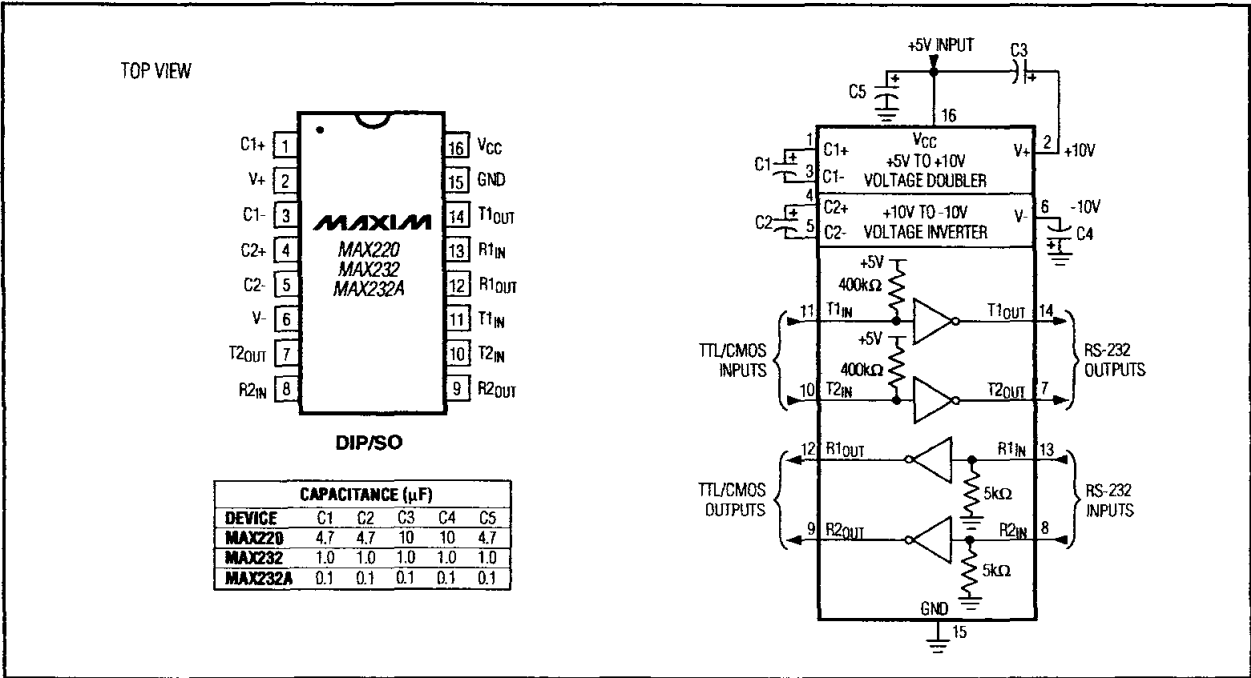 TOP VIEW
C1+ 1
V+ 2
C1- 3
C2+ 4
C2- 5
V- 6
T2OUT 7
R2IN 8
16 VCC
15 GND
14 T1OUT
13 R1IN
12 R1OUT
11 T1IN
10 T2IN
9 R2OUT
MAXIM
MAX220
MAX232
MAX232A
DIP/SO
CAPACITANCE (µF)
DEVICE C1 C2 C3 C4 C5
MAX220 4.7 4.7 10 10 4.7
MAX232 1.0 1.0 1.0 1.0 1.0
MAX232A 0.1 0.1 0.1 0.1 0.1
+5V INPUT
C3
+
C5
+
16
VCC
1
C1+
C1
+
3
C1-
+5V TO +10V
VOLTAGE DOUBLER
V+
2
+10V
4
C2+
C2
+
5
C2-
+10V TO -10V
VOLTAGE INVERTER
V-
6
-10V
C4
+
+5V
400kΩ
11
T1IN
T1OUT
14
+5V
400kΩ
10
T2IN
T2OUT
7
TTL/CMOS
INPUTS
RS-232
OUTPUTS
12
R1OUT
R1IN
13
5kΩ
9
R2OUT
R2IN
8
5kΩ
TTL/CMOS
OUTPUTS
RS-232
INPUTS
GND
15